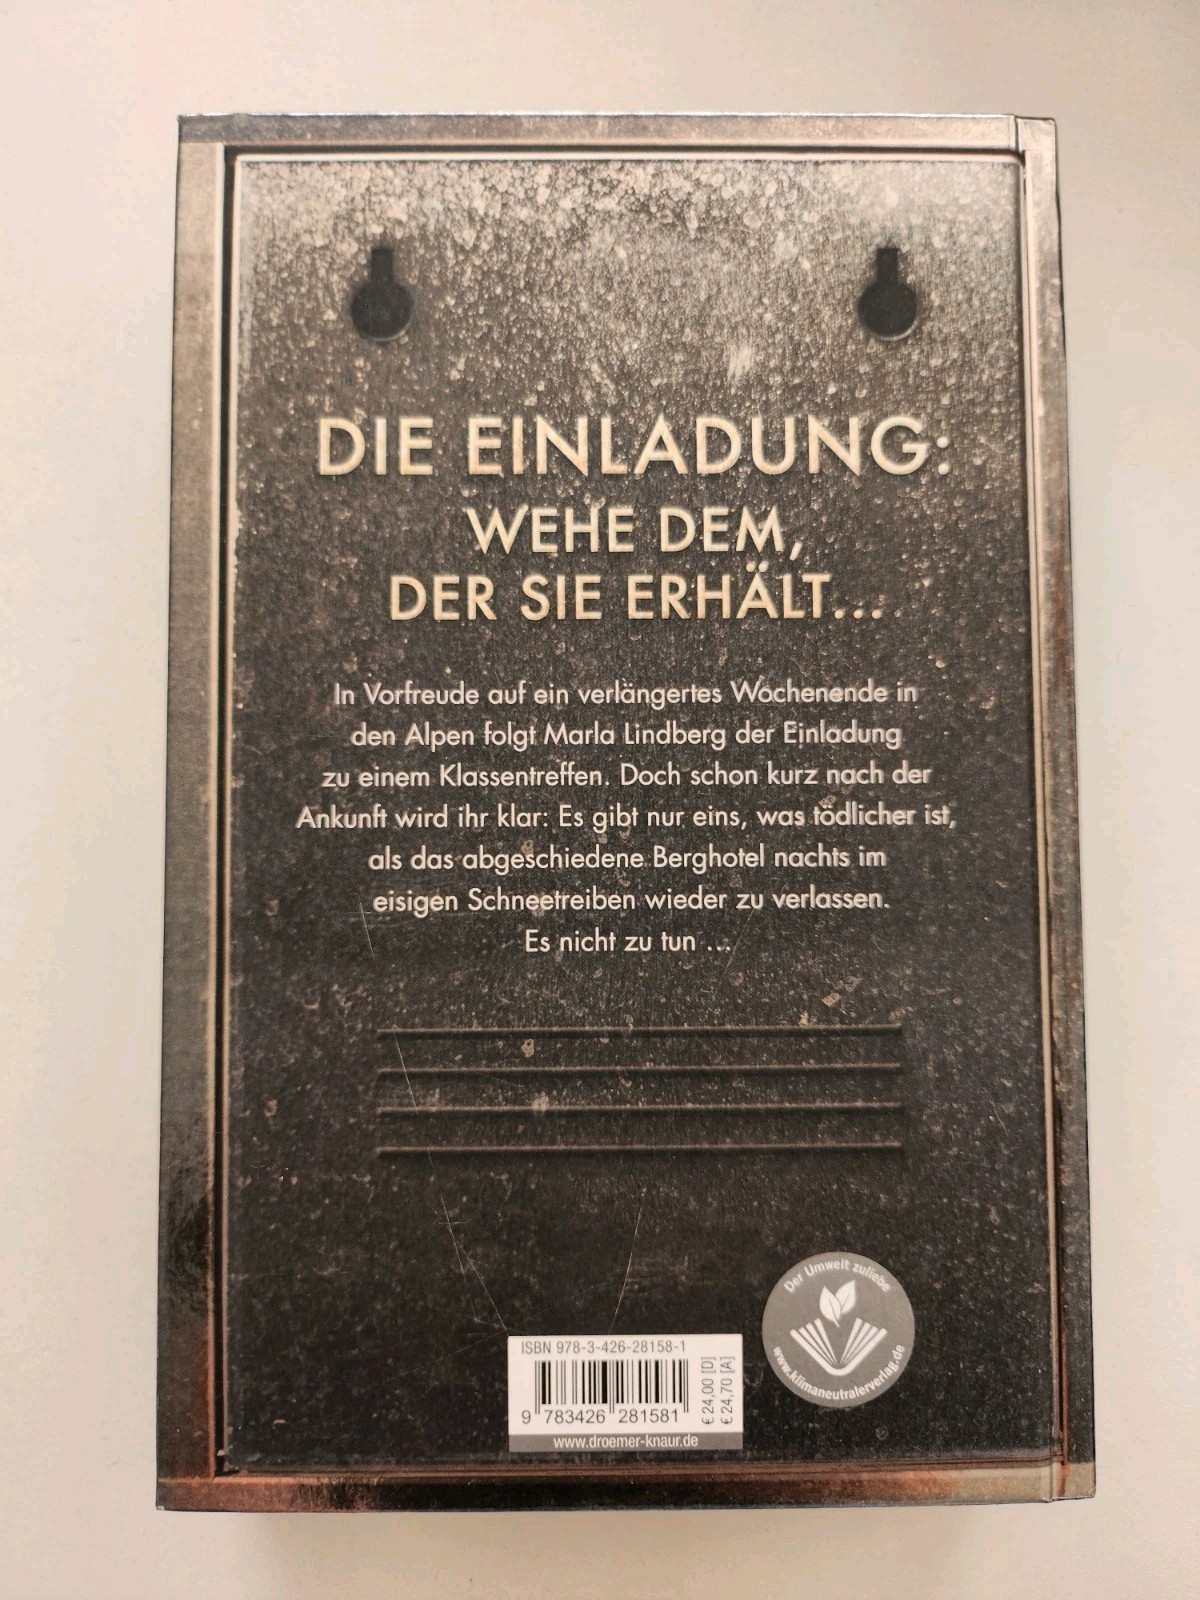 DIE EINLADUNG:
WEHE DEM,
DER SIE ERHÄLT...
In Vorfreude auf ein verlängertes Wochenende in
den Alpen folgt Marla Lindberg der Einladung
zu einem Klassentreffen. Doch schon kurz nach der
Ankunft wird ihr klar: Es gibt nur eins, was tödlicher ist,
als das abgeschiedene Berghotel nachts im
eisigen Schneetreiben wieder zu verlassen.
Es nicht zu tun ...
Der Umwelt zuliebe
www.klimaneutralerverlag.de
ISBN 978-3-426-28158-1
9 783426 281581
€ 24,00 [D]
€ 24,70 [A]
www.droemer-knaur.de